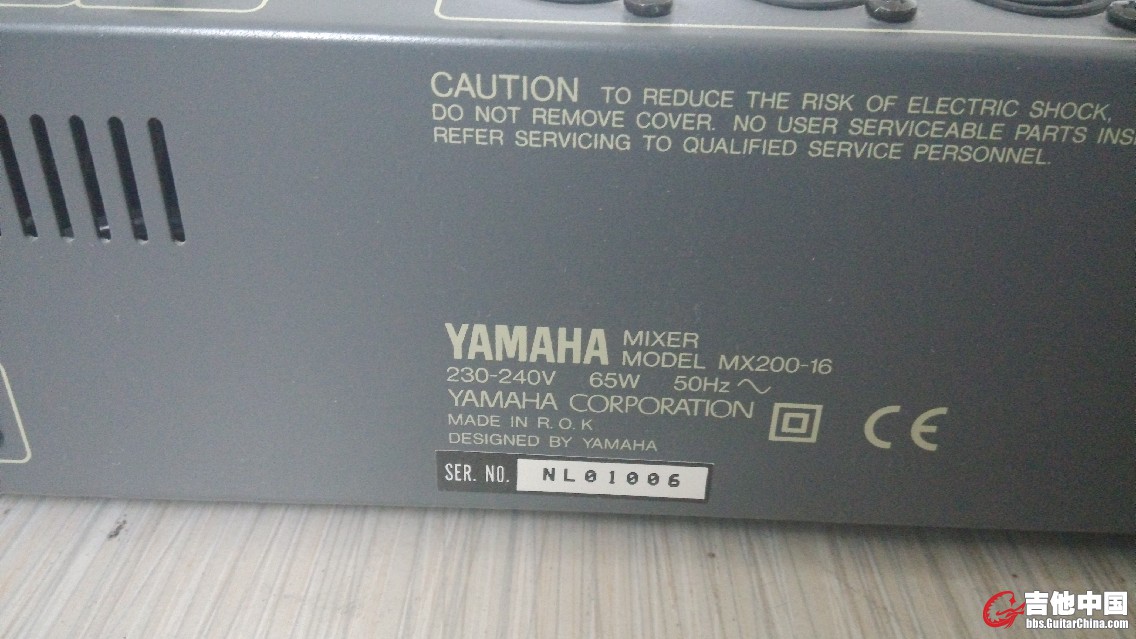 CAUTION TO REDUCE THE RISK OF ELECTRIC SHOCK,
DO NOT REMOVE COVER. NO USER SERVICEABLE PARTS
REFER SERVICING TO QUALIFIED SERVICE PERSONNEL.
YAMAHA MIXER
MODEL MX200-16
230-240V 65W 50Hz
YAMAHA CORPORATION
CE
MADE IN R.O.K
DESIGNED BY YAMAHA
SER. NO. NL01006
吉他中国
bbs.GuitarChina.com